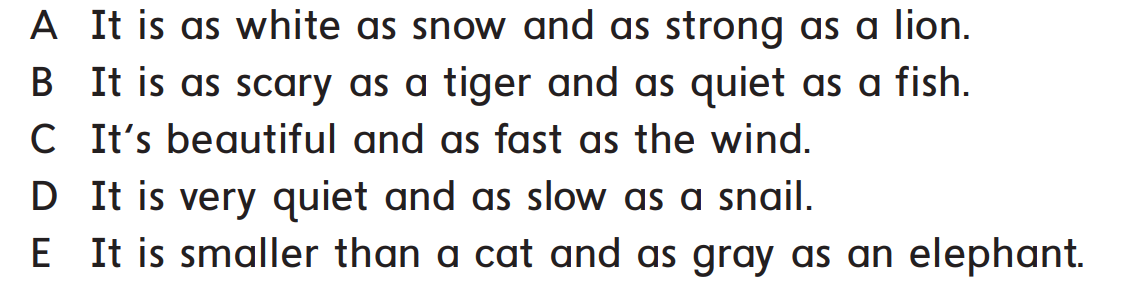 A It is as white as snow and as strong as a lion.
B It is as scary as a tiger and as quiet as a fish.
C It‘s beautiful and as fast as the wind.
D It is very quiet and as slow as a snail.
E It is smaller than a cat and as gray as an elephant.